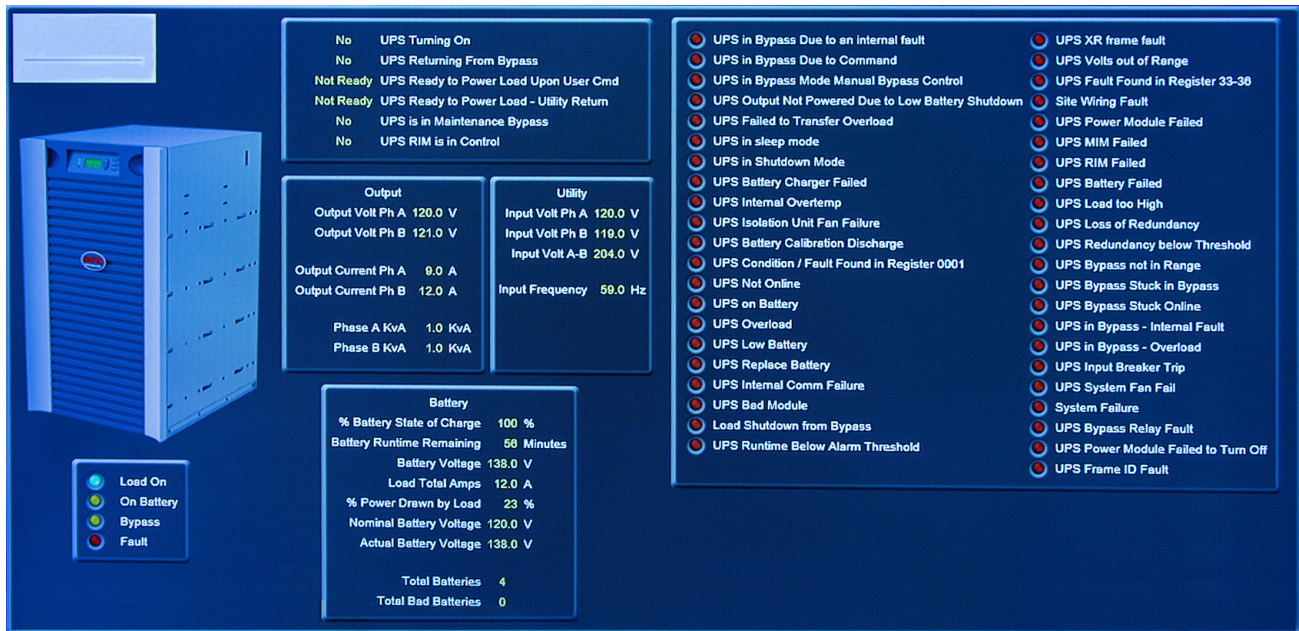 No UPS Turning On
No UPS Returning From Bypass
Not Ready UPS Ready to Power Load Upon User Cmd
Not Ready UPS Ready to Power Load - Utility Return
No UPS is in Maintenance Bypass
No UPS RIM is in Control
Output
Output Volt Ph A 120.0 V
Output Volt Ph B 121.0 V
Output Current Ph A 9.0 A
Output Current Ph B 12.0 A
Phase A KvA 1.0 KvA
Phase B KvA 1.0 KvA
Utility
Input Volt Ph A 120.0 V
Input Volt Ph B 119.0 V
Input Volt A-B 204.0 V
Input Frequency 59.0 Hz
Battery
% Battery State of Charge 100 %
Battery Runtime Remaining 56 Minutes
Battery Voltage 138.0 V
Load Total Amps 12.0 A
% Power Drawn by Load 23 %
Nominal Battery Voltage 120.0 V
Actual Battery Voltage 138.0 V
Total Batteries 4
Total Bad Batteries 0
Load On
On Battery
Bypass
Fault
UPS in Bypass Due to an internal fault
UPS in Bypass Due to Command
UPS in Bypass Mode Manual Bypass Control
UPS Output Not Powered Due to Low Battery Shutdown
UPS Failed to Transfer Overload
UPS in sleep mode
UPS in Shutdown Mode
UPS Battery Charger Failed
UPS Internal Overtemp
UPS Isolation Unit Fan Failure
UPS Battery Calibration Discharge
UPS Condition / Fault Found in Register 0001
UPS Not Online
UPS on Battery
UPS Overload
UPS Low Battery
UPS Replace Battery
UPS Internal Comm Failure
UPS Bad Module
Load Shutdown from Bypass
UPS Runtime Below Alarm Threshold
UPS XR frame fault
UPS Volts out of Range
UPS Fault Found in Register 33-36
Site Wiring Fault
UPS Power Module Failed
UPS MIM Failed
UPS RIM Failed
UPS Battery Failed
UPS Load too High
UPS Loss of Redundancy
UPS Redundancy below Threshold
UPS Bypass not in Range
UPS Bypass Stuck in Bypass
UPS Bypass Stuck Online
UPS in Bypass - Internal Fault
UPS in Bypass - Overload
UPS Input Breaker Trip
UPS System Fan Fail
System Failure
UPS Bypass Relay Fault
UPS Power Module Failed to Turn Off
UPS Frame ID Fault